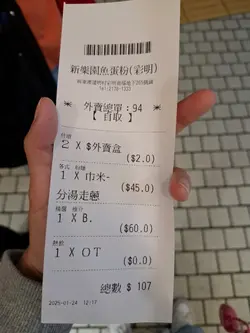 新樂園魚蛋粉(彩明)
外賣總單：94
【 自取 】
2 X $外賣盒
($2.0)
1 X 巾米-
($45.0)
分湯走蔥
1 X B.
($60.0)
1 X OT
($0.0)
總數 $ 107
2025-01-24 12:17